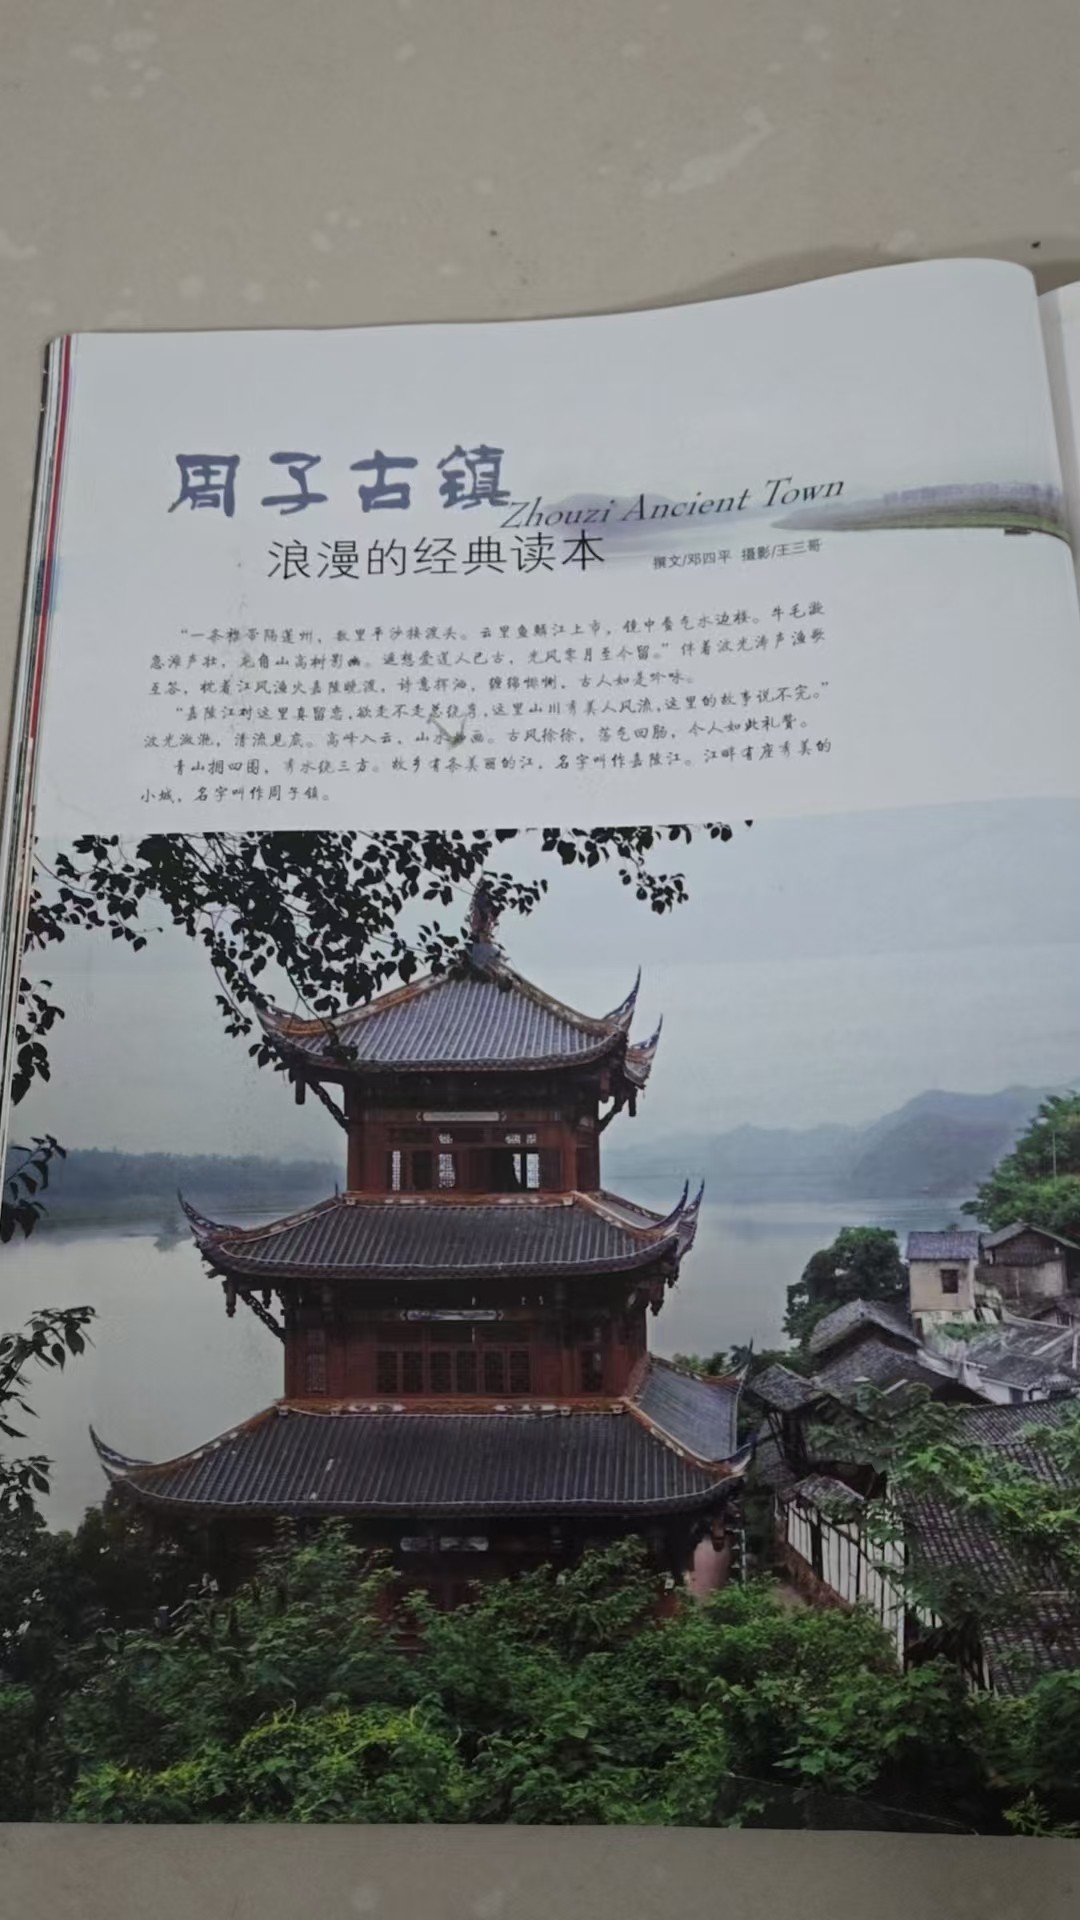 周子古镇
Zhouzi Ancient Town
浪漫的经典读本
撰文/邓四平 摄影/王三哥
“一条雅带隔蓬州，数里平沙接渡头。云里鱼鳞江上市，镜中蜃气水边楼。牛毛漩
急滩声壮，龙角山高树影幽。遥想爱莲人已古，光风霁月至今留。”伴着波光涛声渔歌
互答，枕着江风渔火嘉陵晚渡，诗意挥洒，缠绵悱恻，古人如是吟咏。
“嘉陵江对这里真留恋，欲走不走总绕弯，这里山川秀美人风流，这里的故事说不完。”
波光潋滟，清流见底。高峰入云，山水如画。古风徐徐，荡气回肠，今人如此礼赞。
青山拥四围，秀水绕三方。故乡有条美丽的江，名字叫作嘉陵江。江畔有座秀美的
小城，名字叫作周子镇。